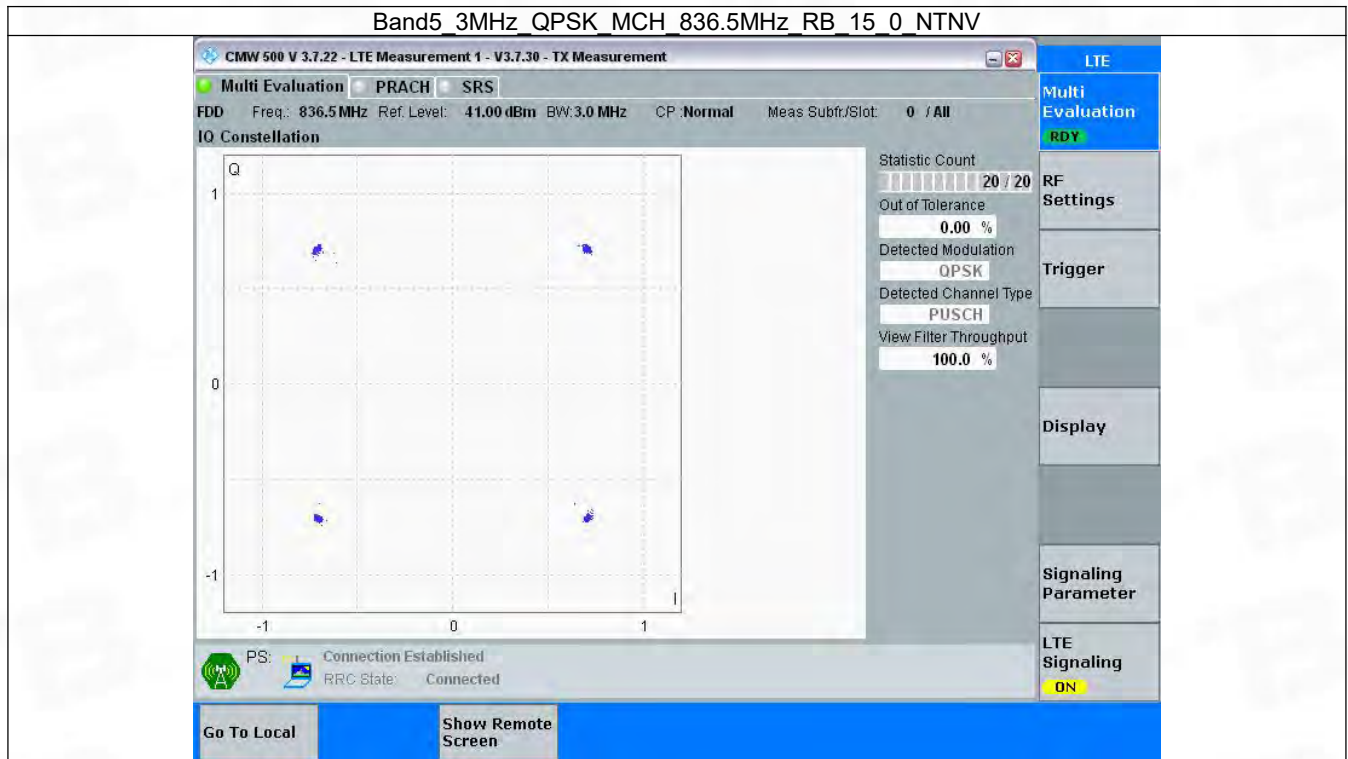 Band5_3MHz_QPSK_MCH_836.5MHz_RB_15_0_NTNV
CMW 500 V 3.7.22 - LTE Measurement 1 - V3.7.30 - TX Measurement
LTE
Multi Evaluation PRACH SRS
FDD Freq.: 836.5 MHz Ref. Level: 41.00 dBm BW: 3.0 MHz CP :Normal Meas Subfr./Slot: 0 / All
IQ Constellation
Q
1
0
-1
I
-1 0 1
Statistic Count
20 / 20
Out of Tolerance
0.00 %
Detected Modulation
QPSK
Detected Channel Type
PUSCH
View Filter Throughput
100.0 %
Multi
Evaluation
RDY
RF
Settings
Trigger
Display
Signaling
Parameter
LTE
Signaling
ON
PS: Connection Established
RRC State: Connected
Go To Local
Show Remote
Screen